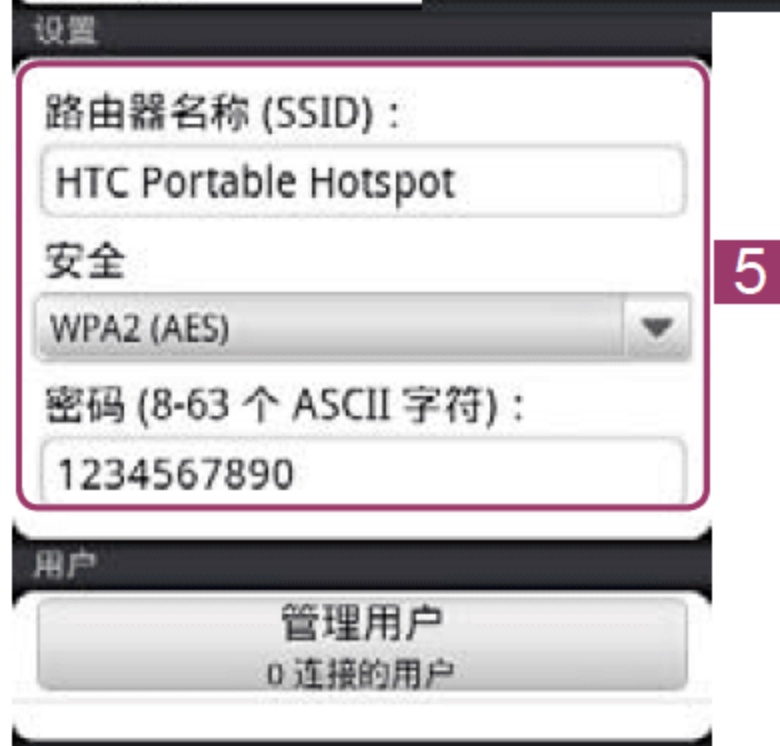 设置
路由器名称 (SSID)：
HTC Portable Hotspot
安全
WPA2 (AES)
5
密码 (8-63 个 ASCII 字符)：
1234567890
用户
管理用户
0 连接的用户